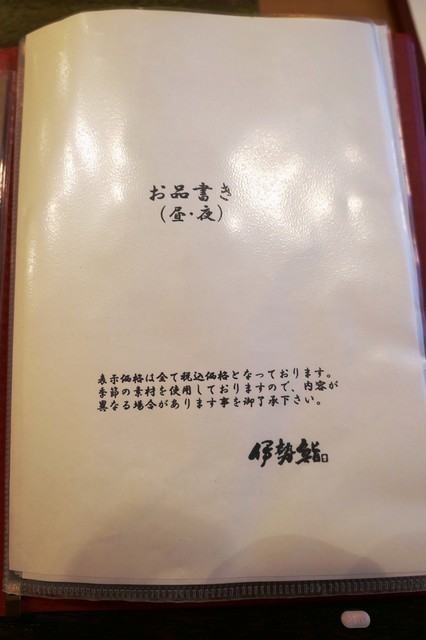 お品書き
（昼・夜）
表示価格は全て税込価格となっております。
季節の素材を使用しておりますので、内容が
異なる場合があります事を御了承下さい。
伊勢鮨